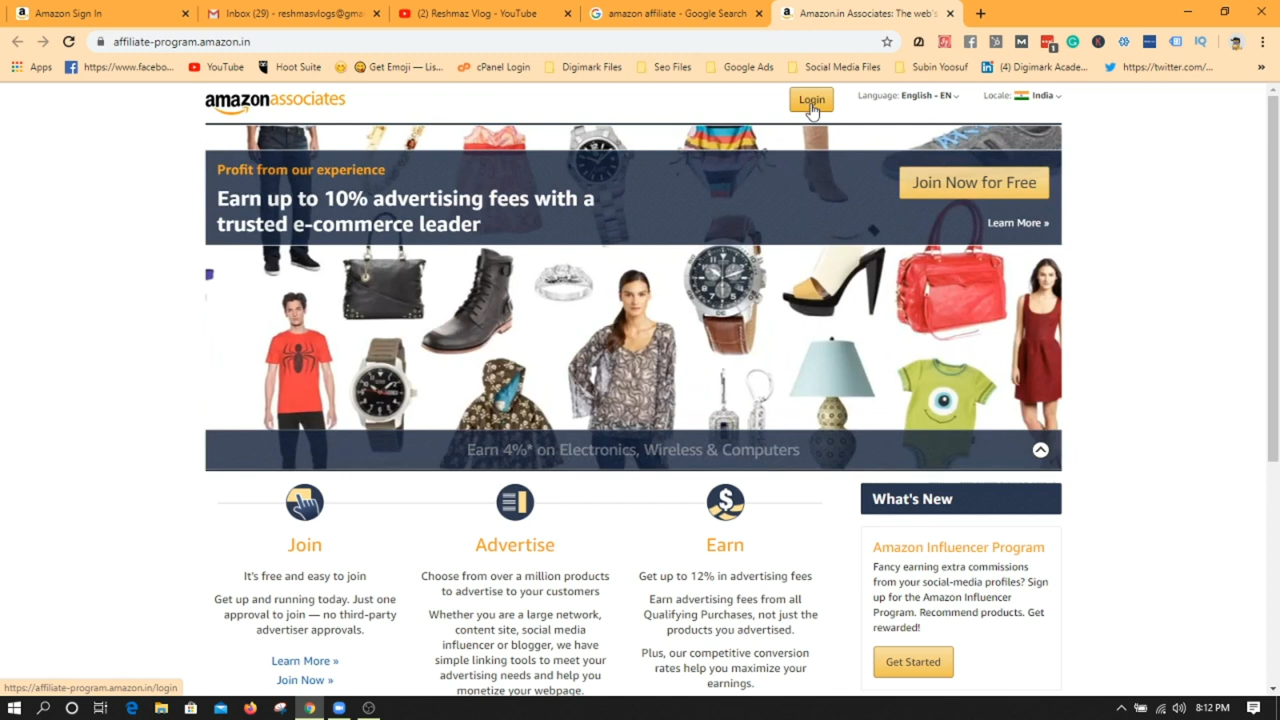 Amazon Sign In
Inbox (29) - reshmasvlogs@gmai
(2) Reshmaz Vlog - YouTube
amazon affiliate - Google Search
Amazon.in Associates: The web's
affiliate-program.amazon.in
Apps
https://www.facebo...
YouTube
Hoot Suite
Get Emoji — Lis...
cPanel Login
Digimark Files
Seo Files
Google Ads
Social Media Files
Subin Yoosuf
(4) Digimark Acade...
https://twitter.com/...
amazonassociates
Login
Language: English - EN
Locale: India
Profit from our experience
Earn up to 10% advertising fees with a
trusted e-commerce leader
Join Now for Free
Learn More »
Earn 4%* on Electronics, Wireless & Computers
Join
It's free and easy to join
Get up and running today. Just one
approval to join — no third-party
advertiser approvals.
Learn More »
Join Now »
Advertise
Choose from over a million products
to advertise to your customers
Whether you are a large network,
content site, social media
influencer or blogger, we have
simple linking tools to meet your
advertising needs and help you
monetize your webpage.
Earn
Get up to 12% in advertising fees
Earn advertising fees from all
Qualifying Purchases, not just the
products you advertised.
Plus, our competitive conversion
rates help you maximize your
earnings.
What's New
Amazon Influencer Program
Fancy earning extra commissions
from your social-media profiles? Sign
up for the Amazon Influencer
Program. Recommend products. Get
rewarded!
Get Started
https://affiliate-program.amazon.in/login
8:12 PM